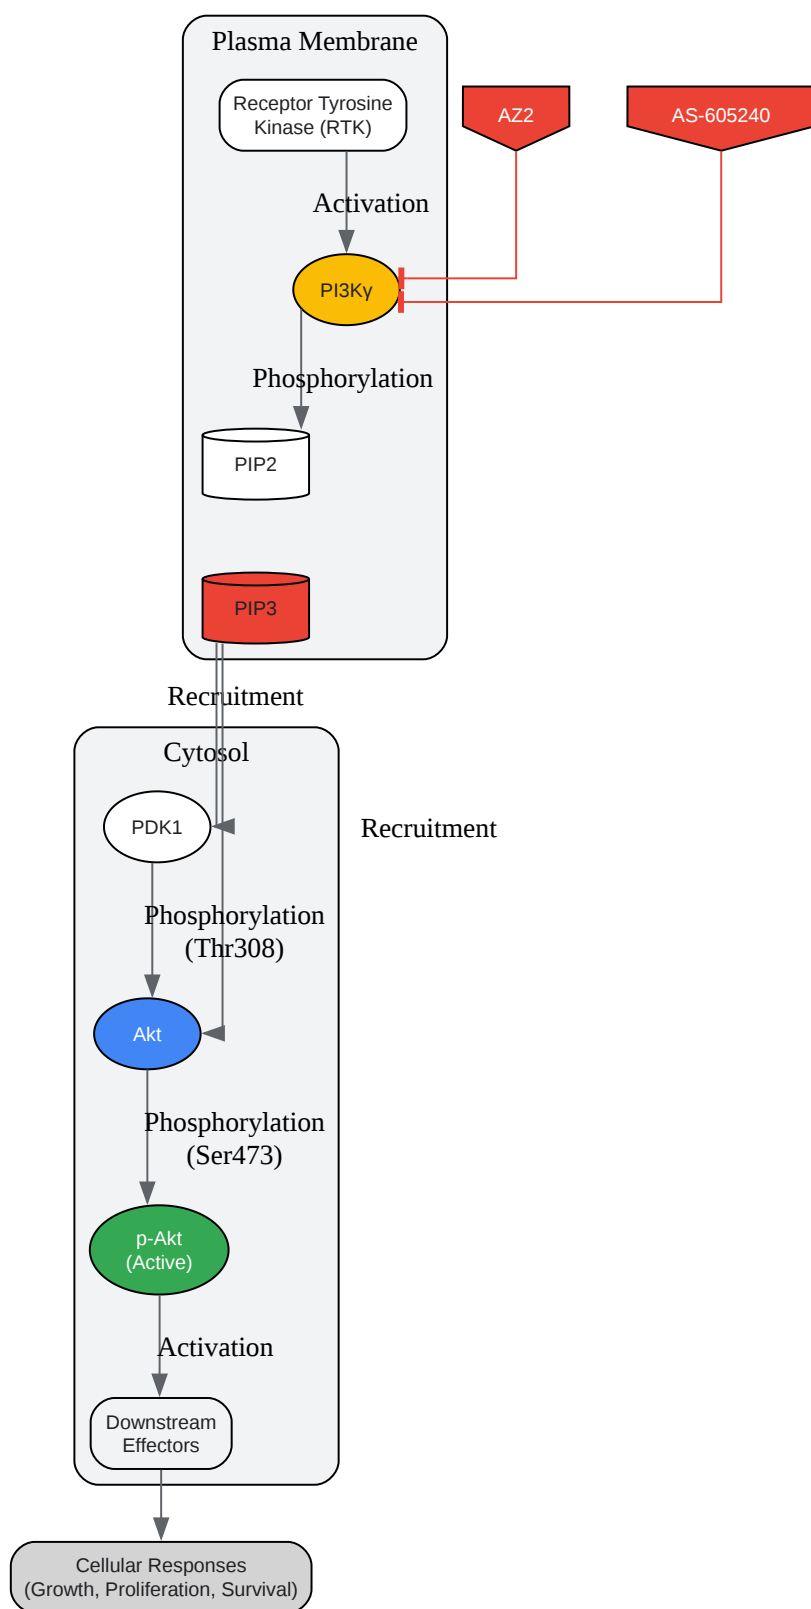 Plasma Membrane
Receptor Tyrosine
Kinase (RTK)
AZ2
AS-605240
Activation
PI3Kγ
Phosphorylation
PIP2
PIP3
Recruitment
Cytosol
PDK1
Recruitment
Phosphorylation
(Thr308)
Akt
Phosphorylation
(Ser473)
p-Akt
(Active)
Activation
Downstream
Effectors
Cellular Responses
(Growth, Proliferation, Survival)